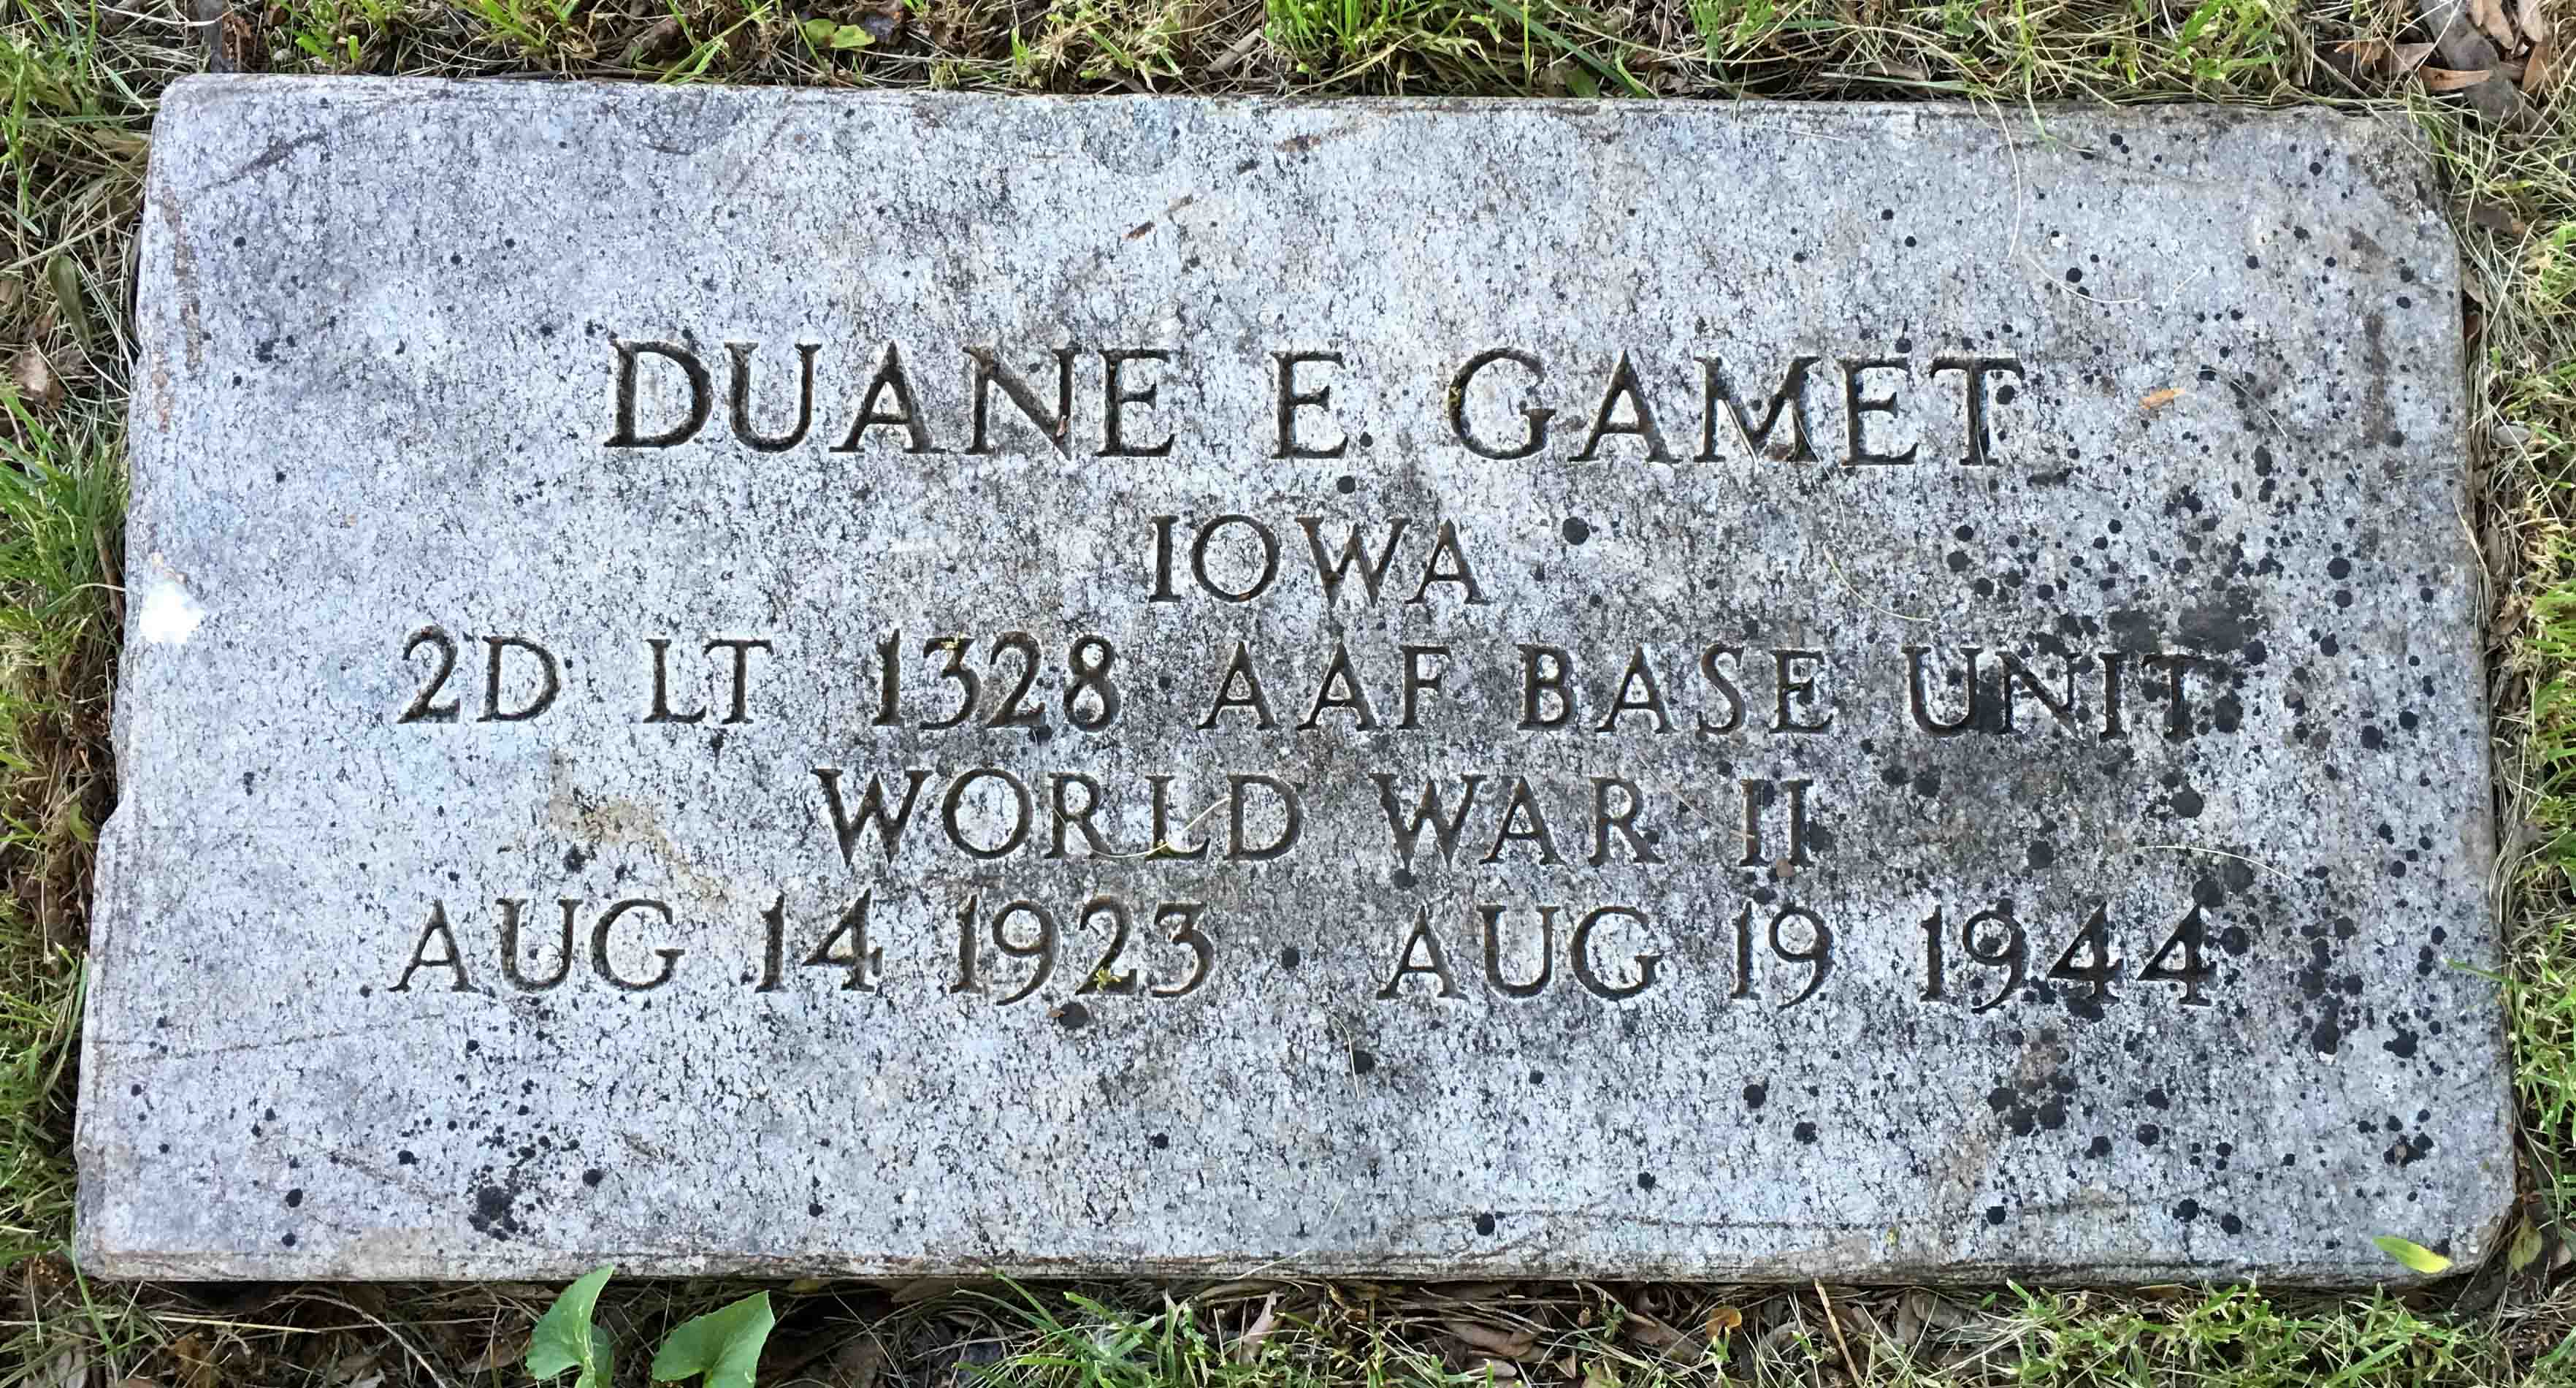 DUANE E GAMET
IOWA
2D LT 1328 AAF BASE UNIT
WORLD WAR II
AUG 14 1923 AUG 19 1944